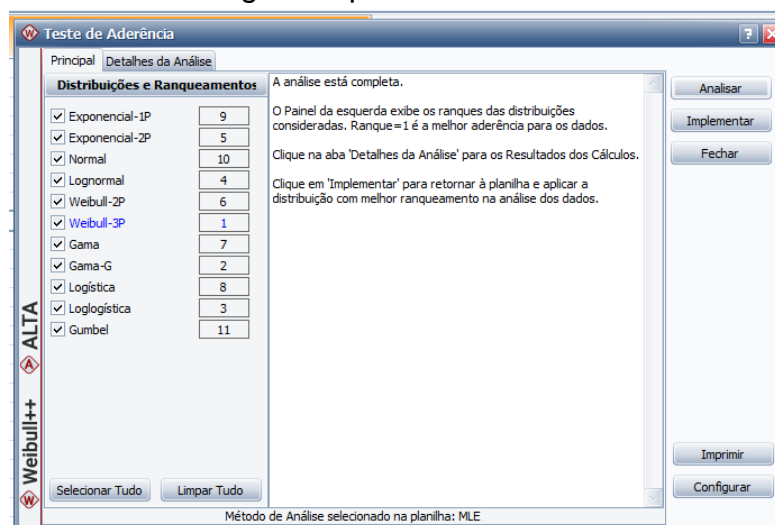 Teste de Aderência
Principal
Detalhes da Análise
Distribuições e Ranqueamentos
Exponencial-1P 9
Exponencial-2P 5
Normal 10
Lognormal 4
Weibull-2P 6
Weibull-3P 1
Gama 7
Gama-G 2
Logística 8
Loglogística 3
Gumbel 11
Selecionar Tudo
Limpar Tudo
A análise está completa.
O Painel da esquerda exibe os ranques das distribuições
consideradas. Ranque=1 é a melhor aderência para os dados.
Clique na aba 'Detalhes da Análise' para os Resultados dos Cálculos.
Clique em 'Implementar' para retornar à planilha e aplicar a
distribuição com melhor ranqueamento na análise dos dados.
Analisar
Implementar
Fechar
Imprimir
Configurar
Weibull++ ALTA
Método de Análise selecionado na planilha: MLE